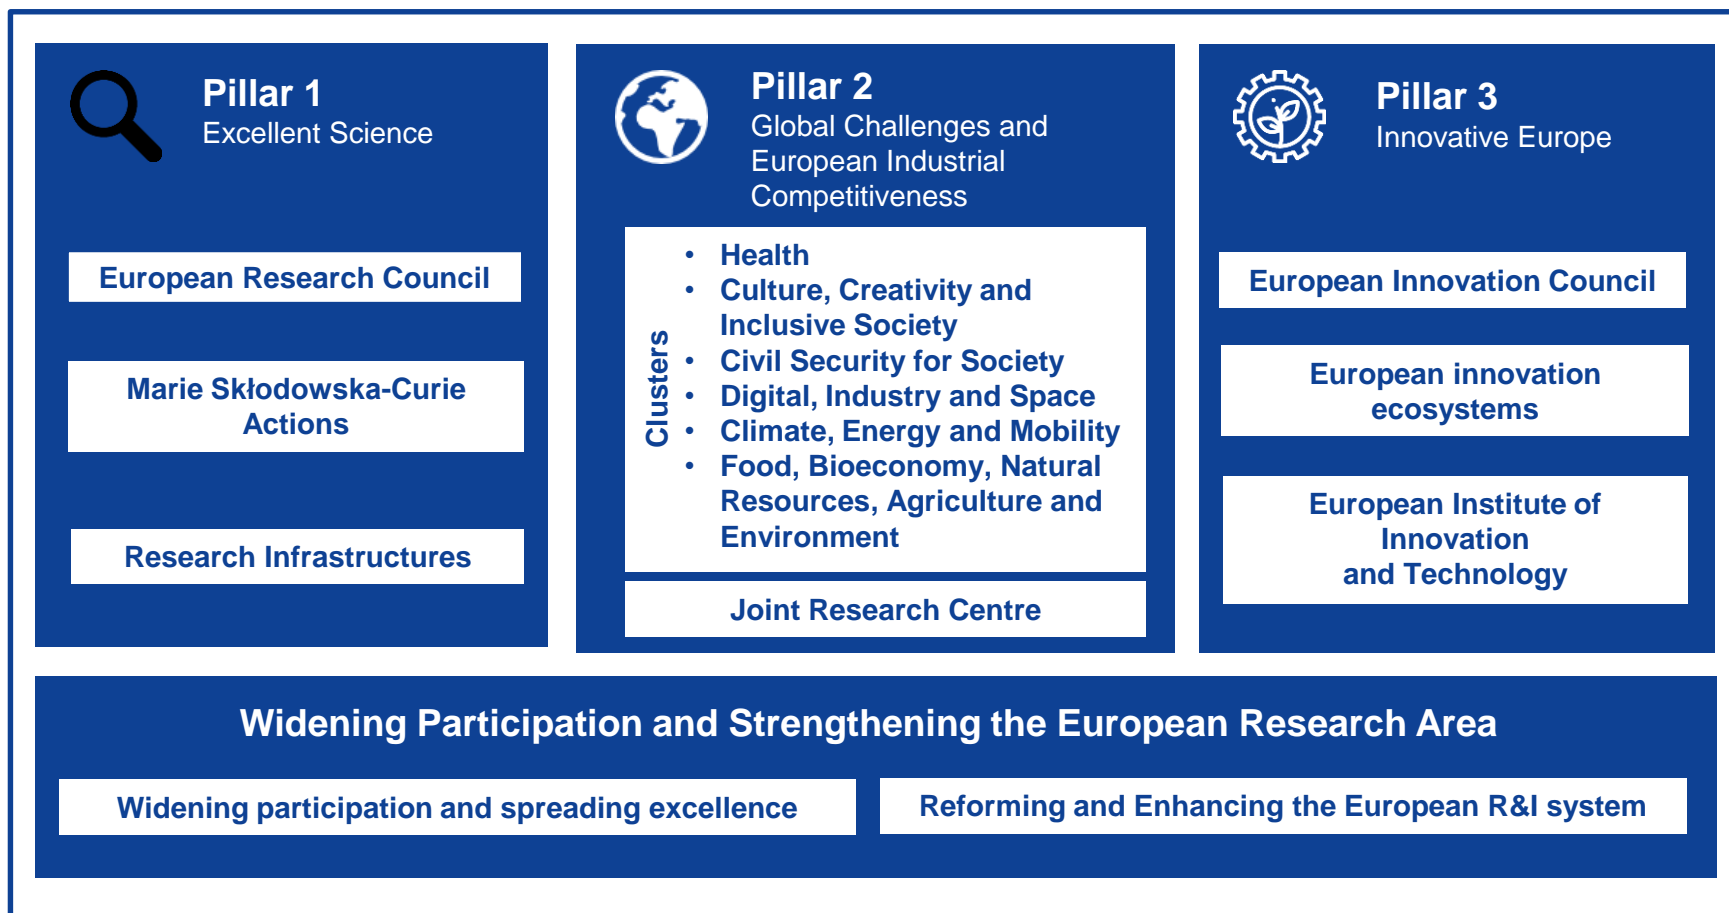 Pillar 1
Excellent Science
European Research Council
Marie Skłodowska-Curie
Actions
Research Infrastructures
Pillar 2
Global Challenges and
European Industrial
Competitiveness
Clusters
• Health
• Culture, Creativity and
Inclusive Society
• Civil Security for Society
• Digital, Industry and Space
• Climate, Energy and Mobility
• Food, Bioeconomy, Natural
Resources, Agriculture and
Environment
Joint Research Centre
Pillar 3
Innovative Europe
European Innovation Council
European innovation
ecosystems
European Institute of
Innovation
and Technology
Widening Participation and Strengthening the European Research Area
Widening participation and spreading excellence
Reforming and Enhancing the European R&I system